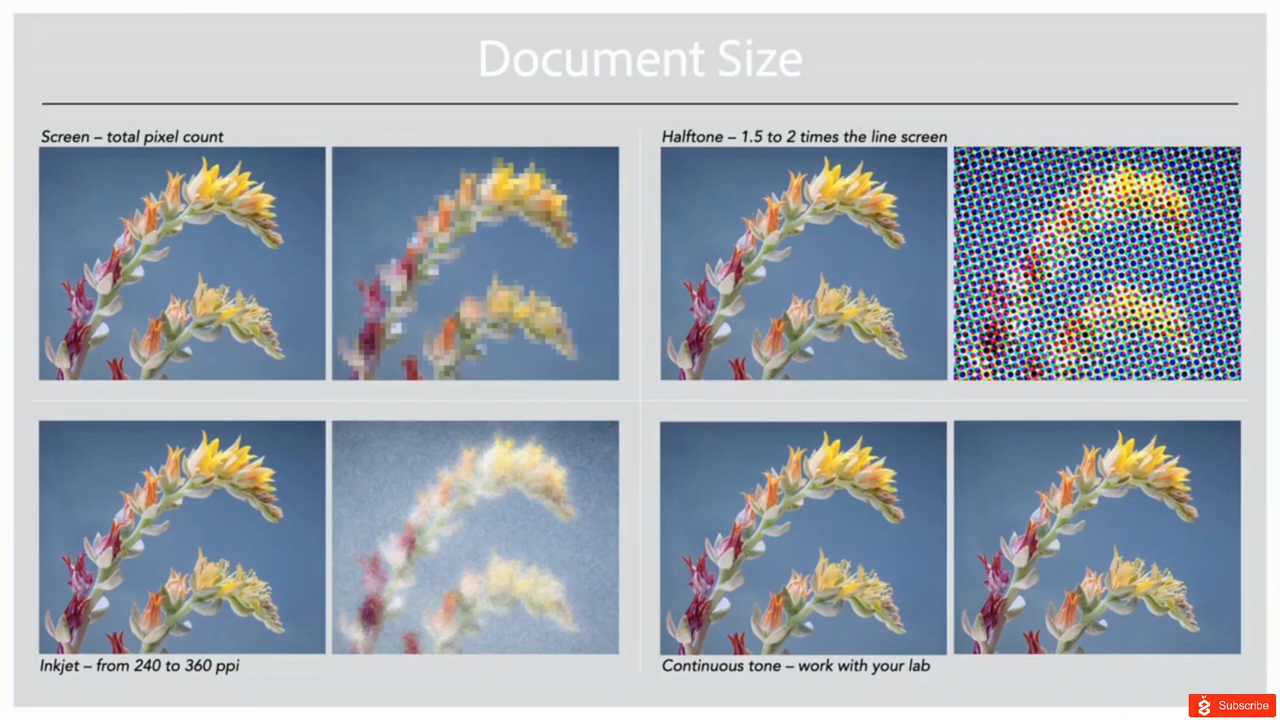 Document Size
Screen – total pixel count
Halftone – 1.5 to 2 times the line screen
Inkjet – from 240 to 360 ppi
Continuous tone – work with your lab
Subscribe